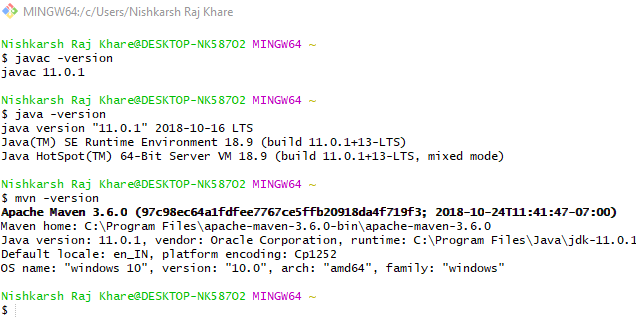 MINGW64:/c/Users/Nishkarsh Raj Khare
Nishkarsh Raj Khare@DESKTOP-NK587O2 MINGW64 ~
$ javac -version
javac 11.0.1
Nishkarsh Raj Khare@DESKTOP-NK587O2 MINGW64 ~
$ java -version
java version "11.0.1" 2018-10-16 LTS
Java(TM) SE Runtime Environment 18.9 (build 11.0.1+13-LTS)
Java HotSpot(TM) 64-Bit Server VM 18.9 (build 11.0.1+13-LTS, mixed mode)
Nishkarsh Raj Khare@DESKTOP-NK587O2 MINGW64 ~
$ mvn -version
Apache Maven 3.6.0 (97c98ec64a1fdfee7767ce5ffb20918da4f719f3; 2018-10-24T11:41:47-07:00)
Maven home: C:\Program Files\apache-maven-3.6.0-bin\apache-maven-3.6.0
Java version: 11.0.1, vendor: Oracle Corporation, runtime: C:\Program Files\Java\jdk-11.0.1
Default locale: en_IN, platform encoding: Cp1252
OS name: "windows 10", version: "10.0", arch: "amd64", family: "windows"
Nishkarsh Raj Khare@DESKTOP-NK587O2 MINGW64 ~
$